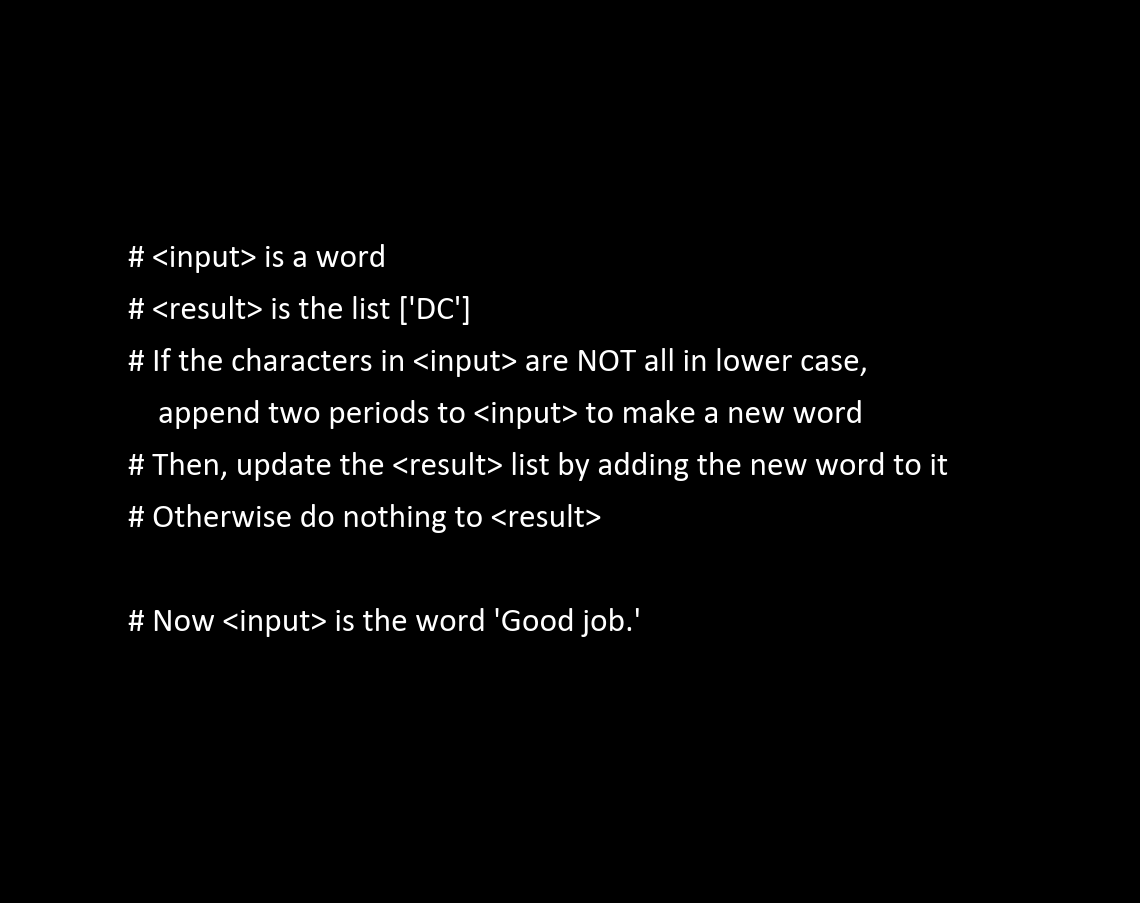 # <input> is a word
# <result> is the list ['DC']
# If the characters in <input> are NOT all in lower case,
append two periods to <input> to make a new word
# Then, update the <result> list by adding the new word to it
# Otherwise do nothing to <result>
# Now <input> is the word 'Good job.'